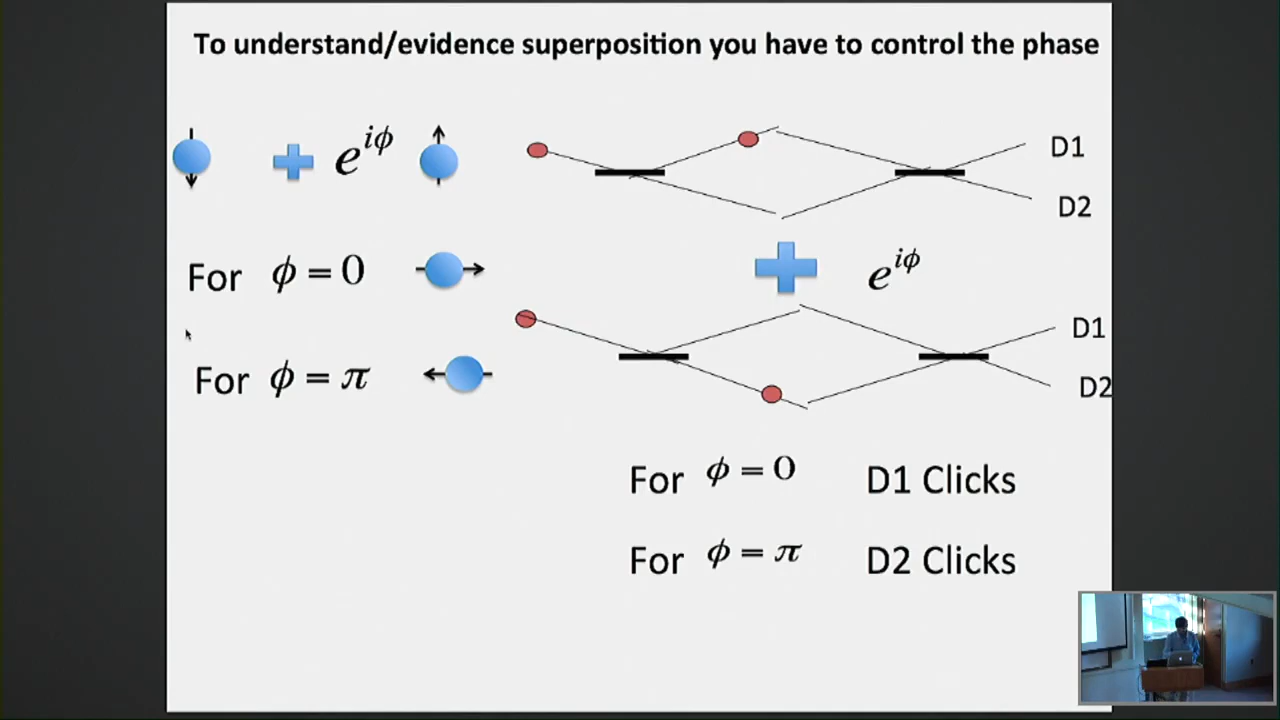 To understand/evidence superposition you have to control the phase
+ e^{iϕ}
D1
D2
For ϕ = 0
+ e^{iϕ}
D1
For ϕ = π
D2
For ϕ = 0 D1 Clicks
For ϕ = π D2 Clicks